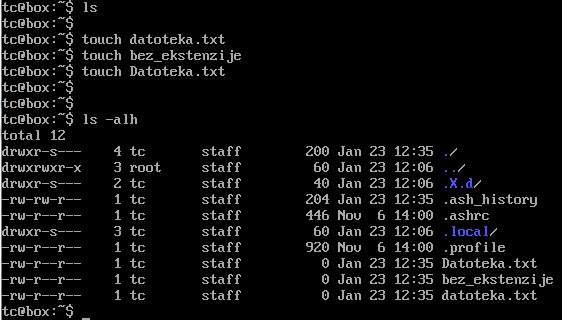 tc@box:~$ ls
tc@box:~$
tc@box:~$ touch datoteka.txt
tc@box:~$ touch bez_ekstenzije
tc@box:~$ touch Datoteka.txt
tc@box:~$
tc@box:~$
tc@box:~$ ls -alh
total 12
drwxr-s--- 4 tc staff 200 Jan 23 12:35 ./
drwxrwxr-x 3 root staff 60 Jan 23 12:06 ../
drwxr-s--- 2 tc staff 40 Jan 23 12:06 .X.d/
-rw-rw-r-- 1 tc staff 204 Jan 23 12:35 .ash_history
-rw-r--r-- 1 tc staff 446 Nov 6 14:00 .ashrc
drwxr-s--- 3 tc staff 60 Jan 23 12:06 .local/
-rw-r--r-- 1 tc staff 920 Nov 6 14:00 .profile
-rw-r--r-- 1 tc staff 0 Jan 23 12:35 Datoteka.txt
-rw-r--r-- 1 tc staff 0 Jan 23 12:35 bez_ekstenzije
-rw-r--r-- 1 tc staff 0 Jan 23 12:35 datoteka.txt
tc@box:~$ _